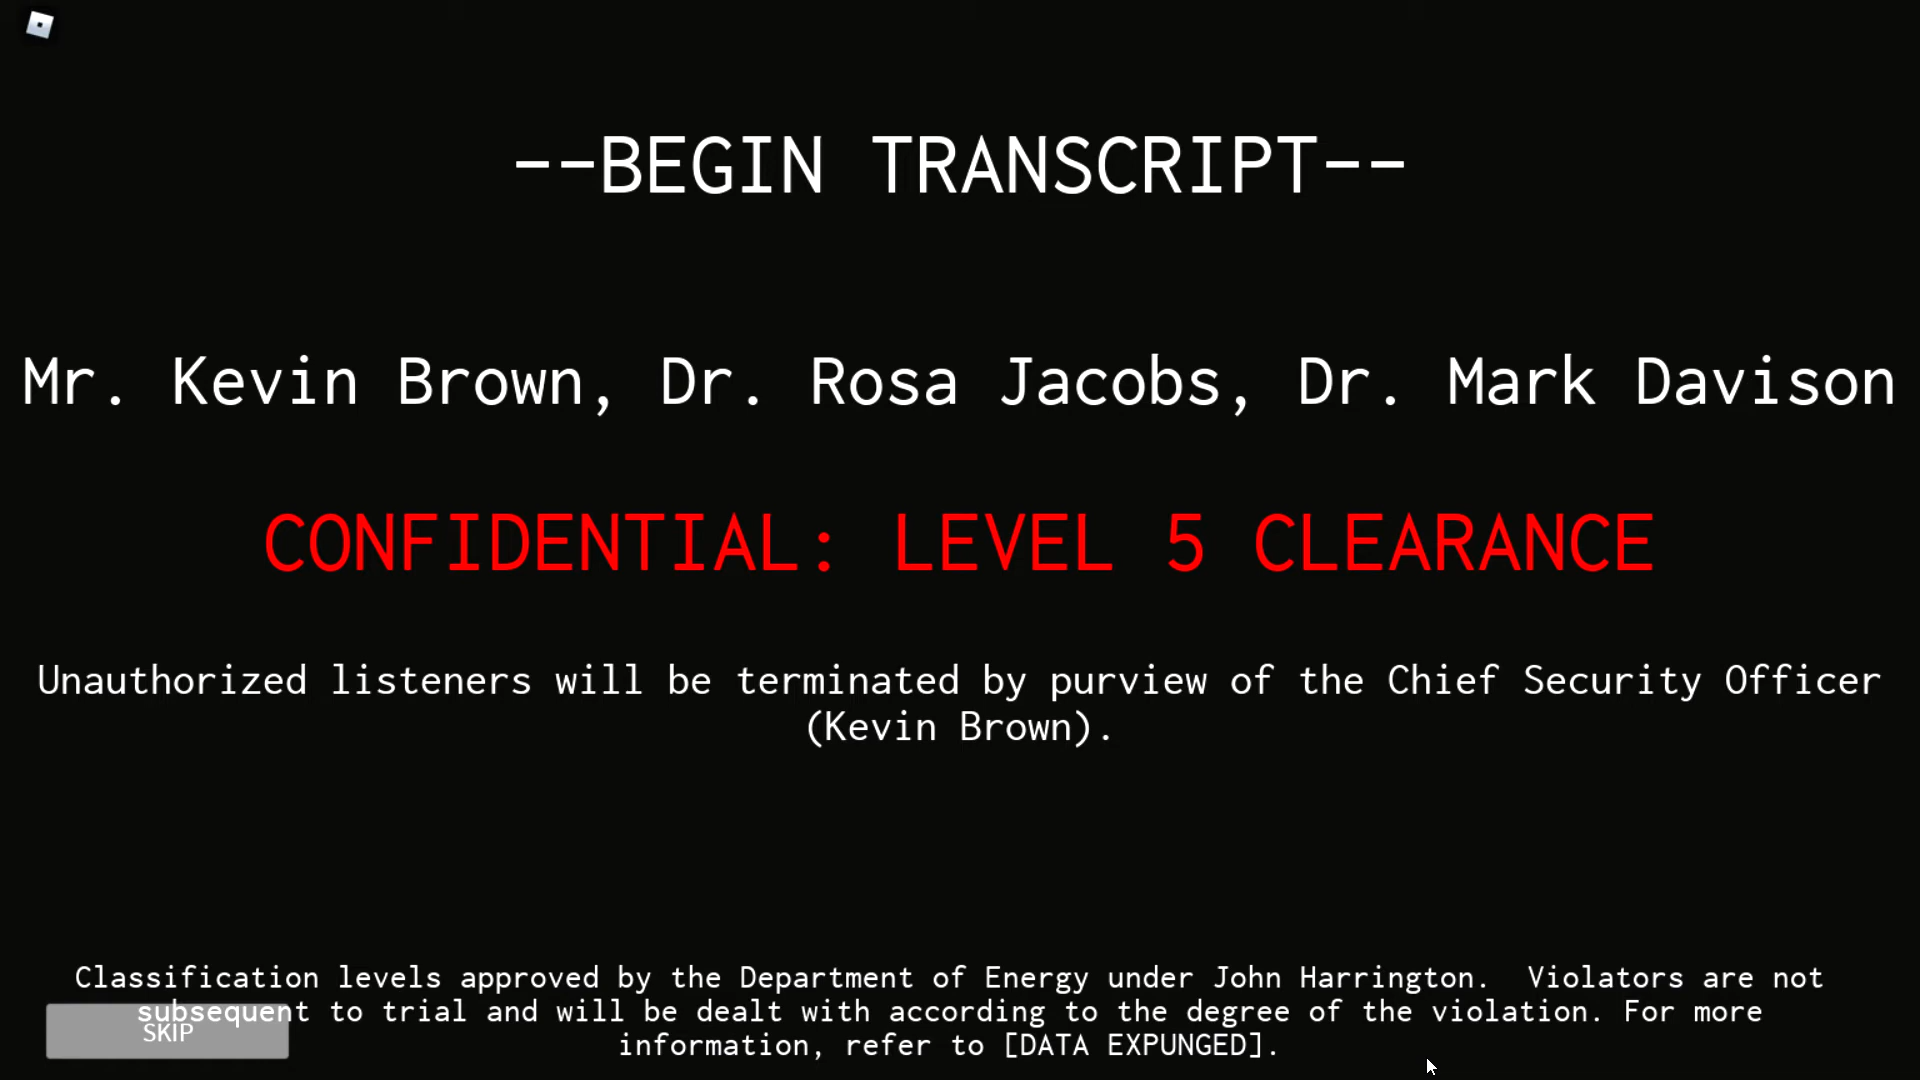 --BEGIN TRANSCRIPT--
Mr. Kevin Brown, Dr. Rosa Jacobs, Dr. Mark Davison
CONFIDENTIAL: LEVEL 5 CLEARANCE
Unauthorized listeners will be terminated by purview of the Chief Security Officer
(Kevin Brown).
Classification levels approved by the Department of Energy under John Harrington.  Violators are not
subsequent to trial and will be dealt with according to the degree of the violation. For more
information, refer to [DATA EXPUNGED].
SKIP